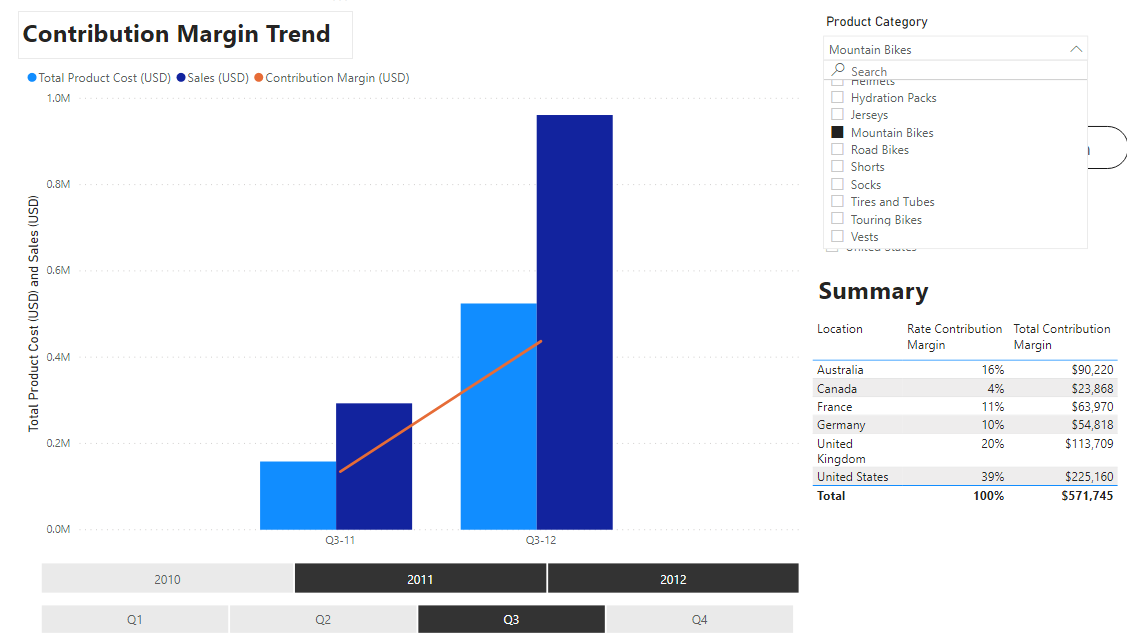 Contribution Margin Trend
Total Product Cost (USD) Sales (USD) Contribution Margin (USD)
1.0M
0.8M
0.6M
0.4M
0.2M
0.0M
Total Product Cost (USD) and Sales (USD)
Q3-11 Q3-12
2010 2011 2012
Q1 Q2 Q3 Q4
Product Category
Mountain Bikes
Search
Helmets
Hydration Packs
Jerseys
Mountain Bikes
Road Bikes
Shorts
Socks
Tires and Tubes
Touring Bikes
Vests
United States
Summary
Location Rate Contribution Total Contribution
Margin Margin
Australia 16% $90,220
Canada 4% $23,868
France 11% $63,970
Germany 10% $54,818
United 20% $113,709
Kingdom
United States 39% $225,160
Total 100% $571,745